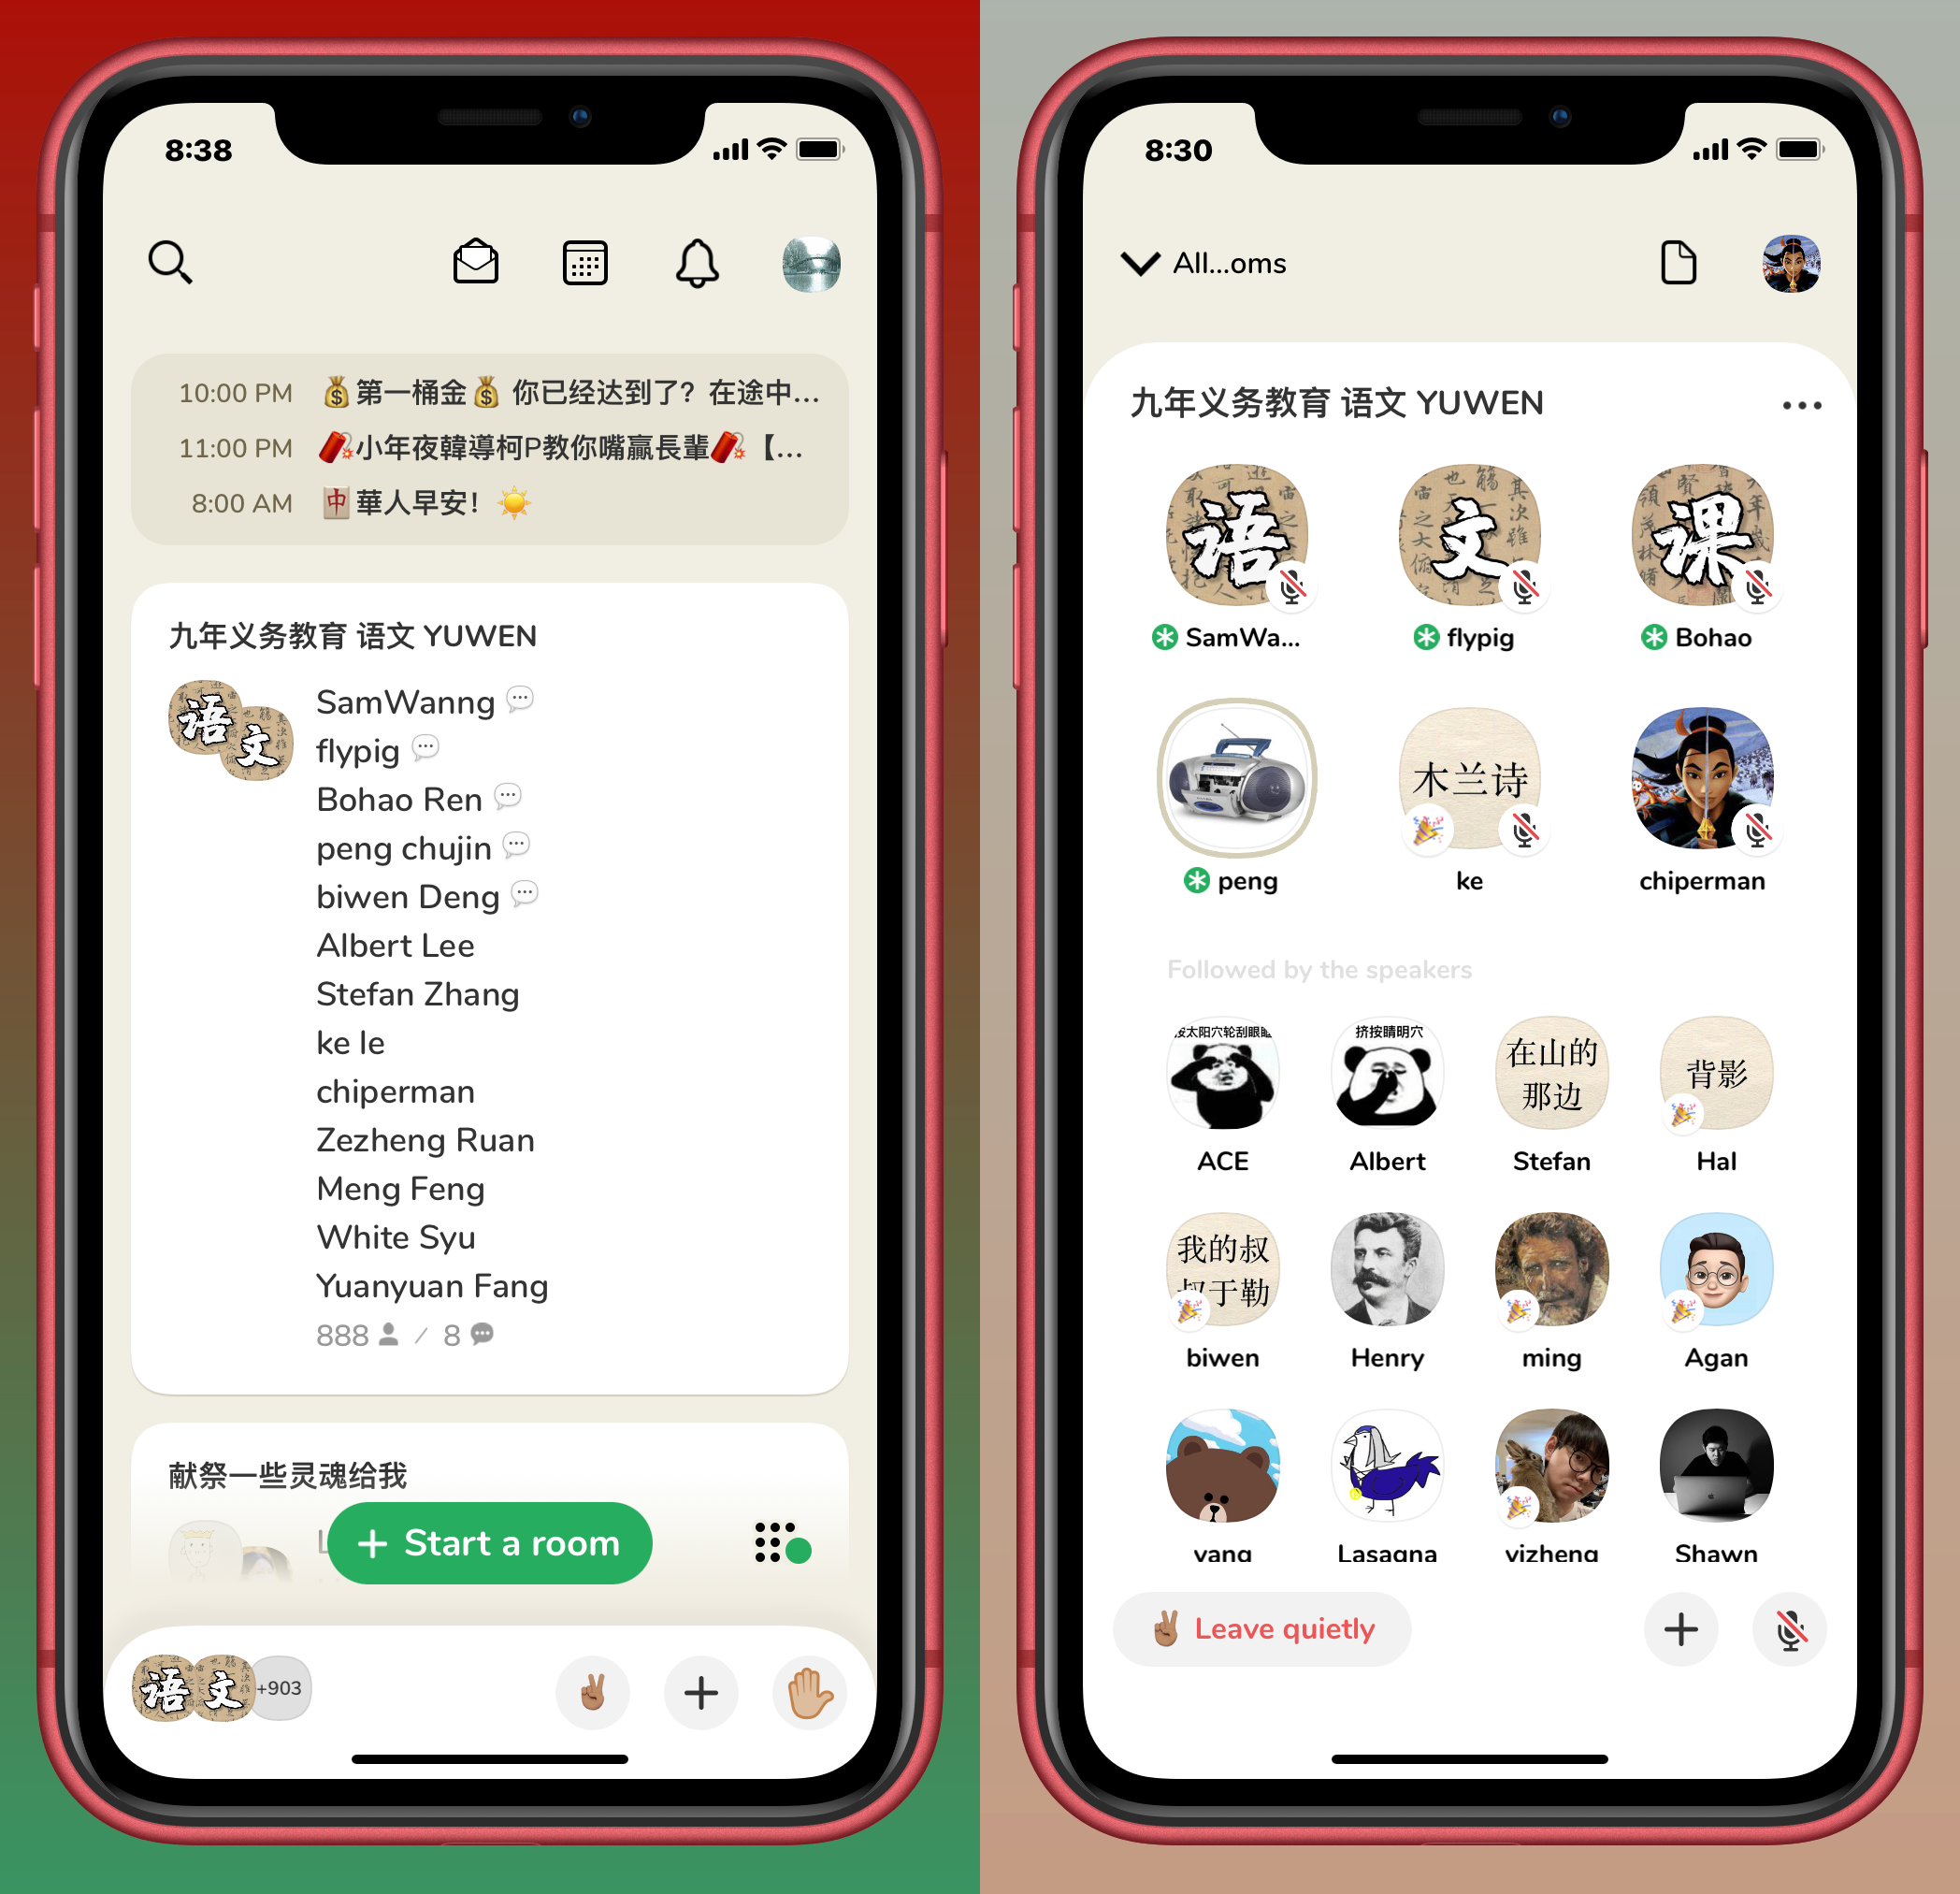 8:38
10:00 PM 💰第一桶金💰 你已经达到了？在途中...
11:00 PM 🧨小年夜韓導柯P教你嘴贏長輩🧨【...
8:00 AM 🀄華人早安！☀️
九年义务教育 语文 YUWEN
语
文
SamWanng
flypig
Bohao Ren
peng chujin
biwen Deng
Albert Lee
Stefan Zhang
ke le
chiperman
Zezheng Ruan
Meng Feng
White Syu
Yuanyuan Fang
888 / 8
献祭一些灵魂给我
+ Start a room
语 文 +903
8:30
All...oms
九年义务教育 语文 YUWEN
语 文 课
SamWa... flypig Bohao
木兰诗
peng ke chiperman
Followed by the speakers
按太阳穴轮刮眼眶 挤按睛明穴 在山的 背影
那边
ACE Albert Stefan Hal
我的叔
叔于勒
biwen Henry ming Agan
yang Lasagna yizheng Shawn
✌🏽 Leave quietly